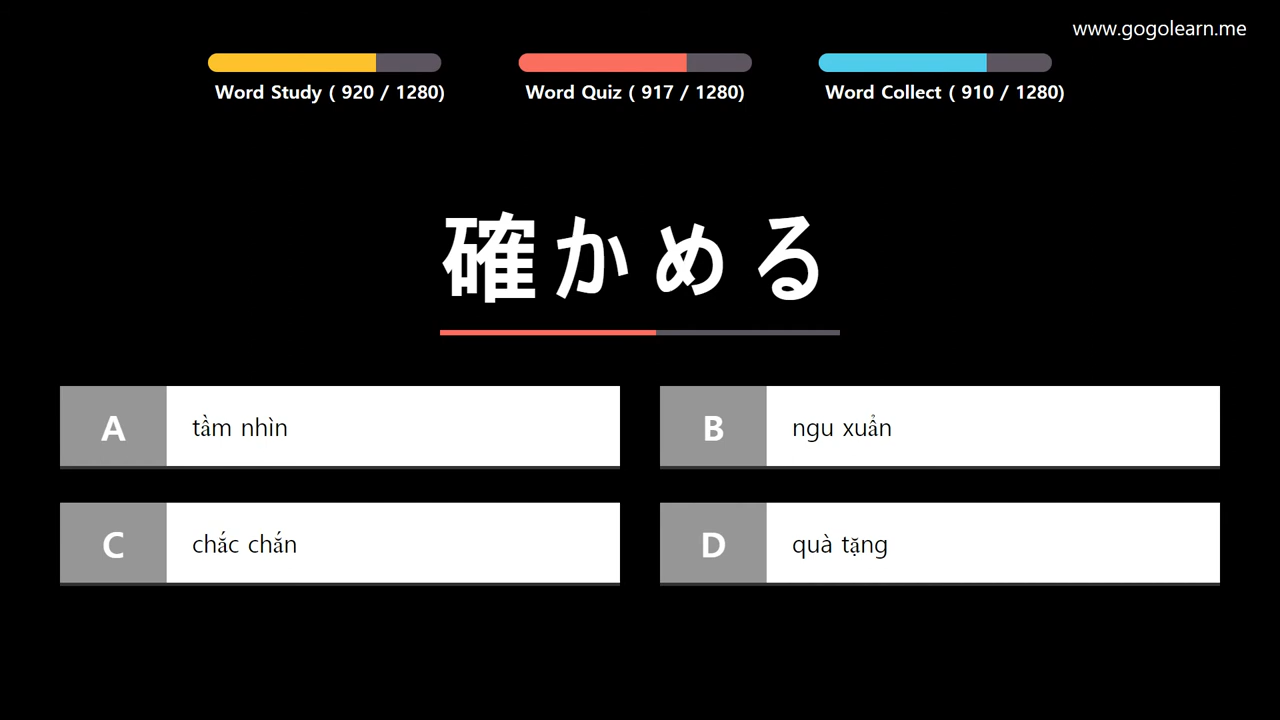 www.gogolearn.me
Word Study ( 920 / 1280)
Word Quiz ( 917 / 1280)
Word Collect ( 910 / 1280)
確かめる
A tầm nhìn
B ngu xuẩn
C chắc chắn
D quà tặng